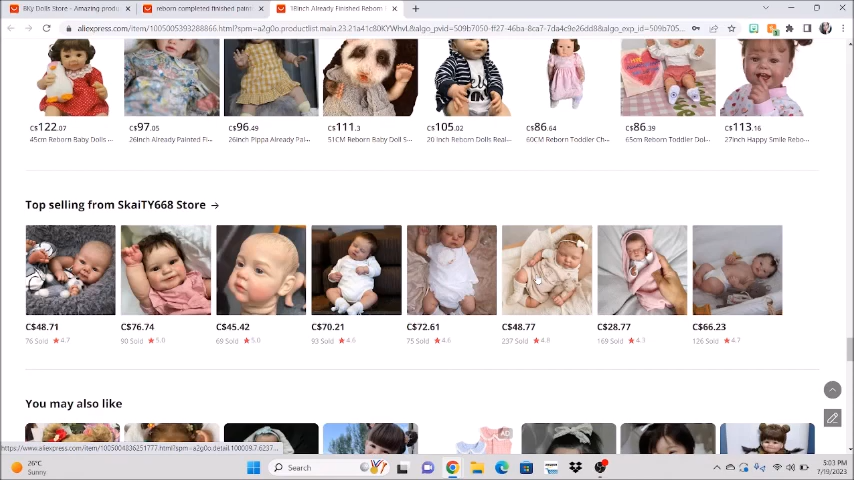 8Ky Dolls Store - Amazing produ
reborn completed finished paint
18inch Already Finished Reborn
aliexpress.com/item/1005005393288866.html?spm=a2g0o.productlist.main.23.21a41c80KYWhvL&algo_pvid=509b7050-ff27-46ba-8ca7-7da4c9e26dd8&algo_exp_id=509b705
C$122.07 C$97.05 C$96.49 C$111.3 C$105.02 C$86.64 C$86.39 C$113.16
45cm Reborn Baby Dolls ··· 26inch Already Painted Fi··· 26inch Pippa Already Pai··· 51CM Reborn Baby Doll S··· 20 inch Reborn Dolls Real··· 60CM Reborn Toddler Ch··· 65cm Reborn Toddler Dol··· 27inch Happy Smile Rebo···
Top selling from SkaiTY668 Store →
C$48.71 C$76.74 C$45.42 C$70.21 C$72.61 C$48.77 C$28.77 C$66.23
76 Sold ★4.7 90 Sold ★5.0 69 Sold ★5.0 93 Sold ★4.6 75 Sold ★4.6 237 Sold ★4.8 169 Sold ★4.3 126 Sold ★4.7
You may also like
AD
https://www.aliexpress.com/item/1005004836251777.html?spm=a2g0o.detail.100009.7.6237...
26°C
Sunny
Search
5:03 PM
7/19/2023